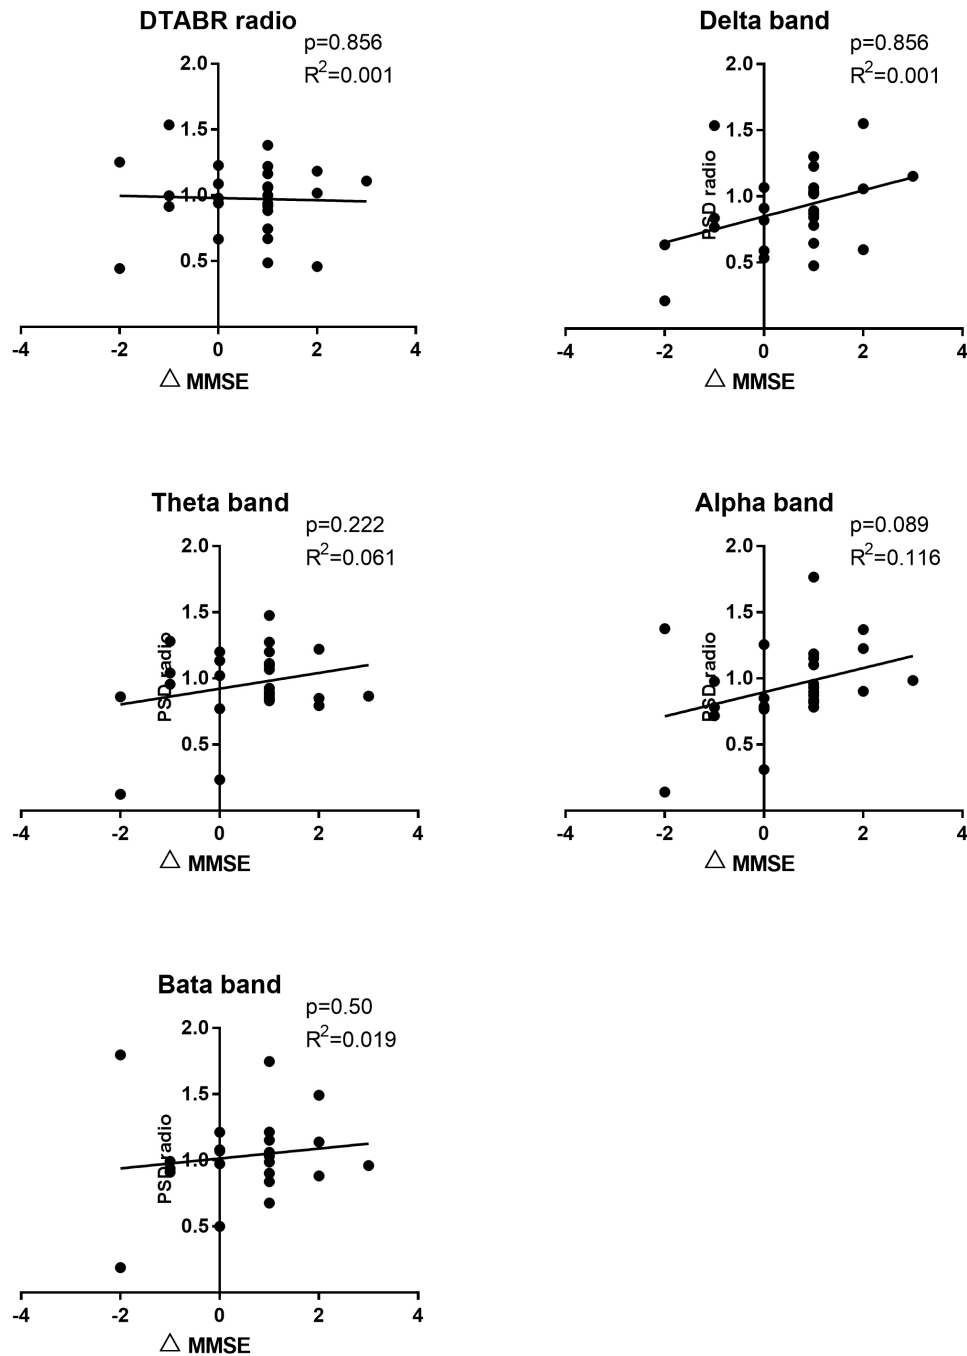 DTABR radio
p=0.856
R²=0.001
2.0
1.5
1.0
0.5
-4 -2 0 2 4
△ MMSE
Delta band
p=0.856
R²=0.001
2.0
1.5
PSD radio
1.0
0.5
-4 -2 0 2 4
△ MMSE
Theta band
p=0.222
R²=0.061
2.0
1.5
PSD radio
1.0
0.5
-4 -2 0 2 4
△ MMSE
Alpha band
p=0.089
R²=0.116
2.0
1.5
PSD radio
1.0
0.5
-4 -2 0 2 4
△ MMSE
Bata band
p=0.50
R²=0.019
2.0
1.5
PSD radio
1.0
0.5
-4 -2 0 2 4
△ MMSE